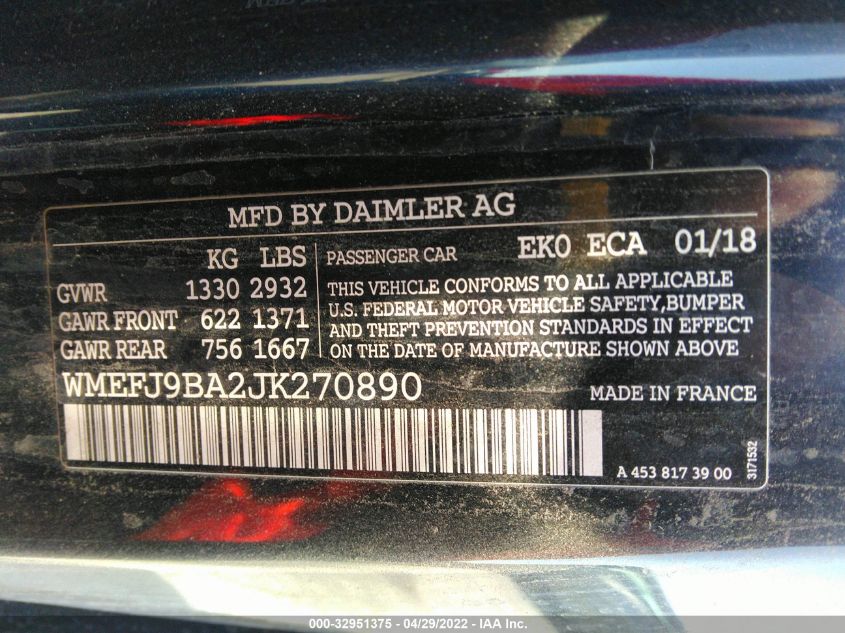 MFD BY DAIMLER AG
KG LBS
GVWR 1330 2932
GAWR FRONT 622 1371
GAWR REAR 756 1667
PASSENGER CAR EK0 ECA 01/18
THIS VEHICLE CONFORMS TO ALL APPLICABLE
U.S. FEDERAL MOTOR VEHICLE SAFETY,BUMPER
AND THEFT PREVENTION STANDARDS IN EFFECT
ON THE DATE OF MANUFACTURE SHOWN ABOVE
WMEFJ9BA2JK270890
MADE IN FRANCE
A 453 817 39 00
3171532
000-32951375 - 04/29/2022 - IAA Inc.